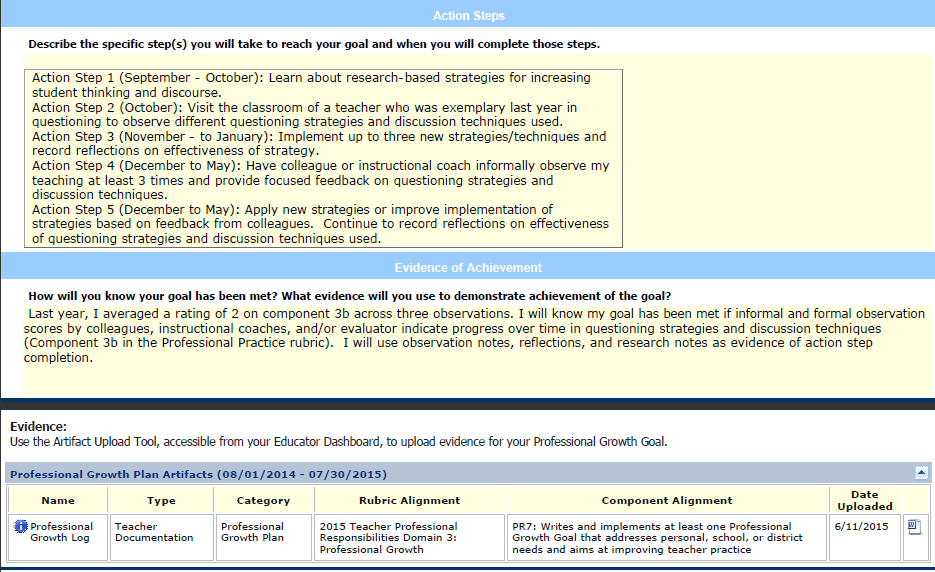 Action Steps
Describe the specific step(s) you will take to reach your goal and when you will complete those steps.
Action Step 1 (September - October): Learn about research-based strategies for increasing
student thinking and discourse.
Action Step 2 (October): Visit the classroom of a teacher who was exemplary last year in
questioning to observe different questioning strategies and discussion techniques used.
Action Step 3 (November - to January): Implement up to three new strategies/techniques and
record reflections on effectiveness of strategy.
Action Step 4 (December to May): Have colleague or instructional coach informally observe my
teaching at least 3 times and provide focused feedback on questioning strategies and
discussion techniques.
Action Step 5 (December to May): Apply new strategies or improve implementation of
strategies based on feedback from colleagues.  Continue to record reflections on effectiveness
of questioning strategies and discussion techniques used.
Evidence of Achievement
How will you know your goal has been met? What evidence will you use to demonstrate achievement of the goal?
Last year, I averaged a rating of 2 on component 3b across three observations. I will know my goal has been met if informal and formal observation
scores by colleagues, instructional coaches, and/or evaluator indicate progress over time in questioning strategies and discussion techniques
(Component 3b in the Professional Practice rubric).  I will use observation notes, reflections, and research notes as evidence of action step
completion.
Evidence:
Use the Artifact Upload Tool, accessible from your Educator Dashboard, to upload evidence for your Professional Growth Goal.
Professional Growth Plan Artifacts (08/01/2014 - 07/30/2015)
Name Type Category Rubric Alignment Component Alignment Date
Uploaded
Professional Teacher Professional 2015 Teacher Professional PR7: Writes and implements at least one Professional 6/11/2015
Growth Log Documentation Growth Plan Responsibilities Domain 3: Growth Goal that addresses personal, school, or district
Professional Growth needs and aims at improving teacher practice